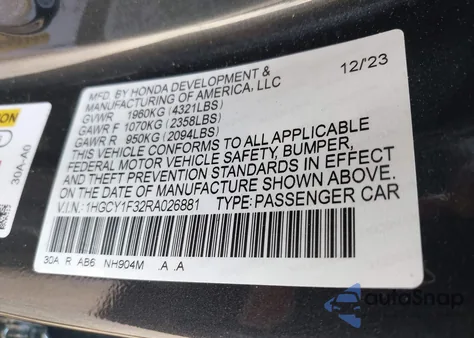 MFD. BY HONDA DEVELOPMENT & 12/'23
MANUFACTURING OF AMERICA, LLC
GVWR 1960KG (4321LBS)
GAWR F 1070KG (2358LBS)
GAWR R 950KG (2094LBS)
THIS VEHICLE CONFORMS TO ALL APPLICABLE
FEDERAL MOTOR VEHICLE SAFETY, BUMPER,
AND THEFT PREVENTION STANDARDS IN EFFECT
ON THE DATE OF MANUFACTURE SHOWN ABOVE.
V.I.N.: 1HGCY1F32RA026881 TYPE: PASSENGER CAR
30A R AB6 NH904M .A .A
30A-A0
autoSnap